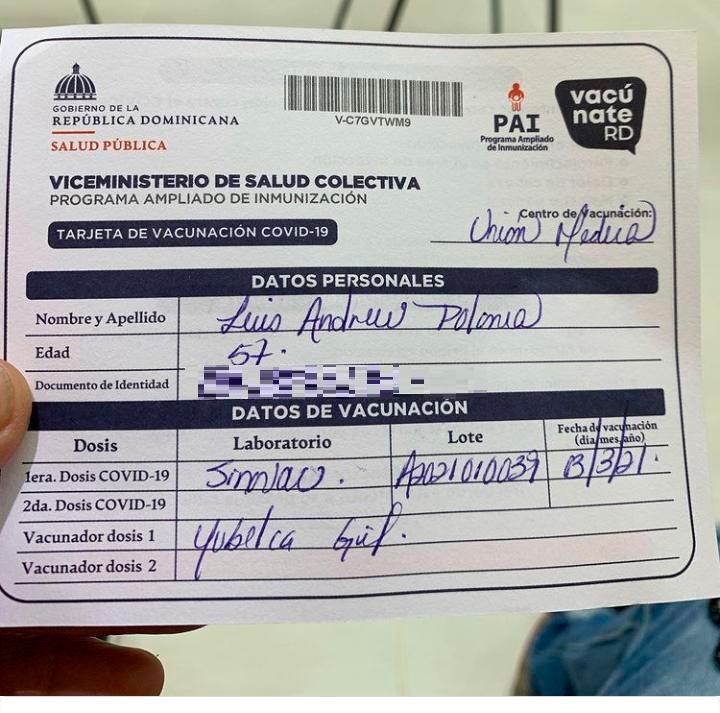 GOBIERNO DE LA
REPÚBLICA DOMINICANA
SALUD PÚBLICA
V-C7GVTWM9
PAI
Programa Ampliado
de Inmunización
vacú
nate
RD
VICEMINISTERIO DE SALUD COLECTIVA
PROGRAMA AMPLIADO DE INMUNIZACIÓN
TARJETA DE VACUNACIÓN COVID-19
Centro de Vacunación:
Union Medica
DATOS PERSONALES
Nombre y Apellido Luis Andrew Polonia
Edad 57.
Documento de Identidad
DATOS DE VACUNACIÓN
Dosis Laboratorio Lote Fecha de vacunación
(día/mes/año)
1era. Dosis COVID-19 Sinovac. A2021010039 13/3/21.
2da. Dosis COVID-19
Vacunador dosis 1 Yubelca
Vacunador dosis 2